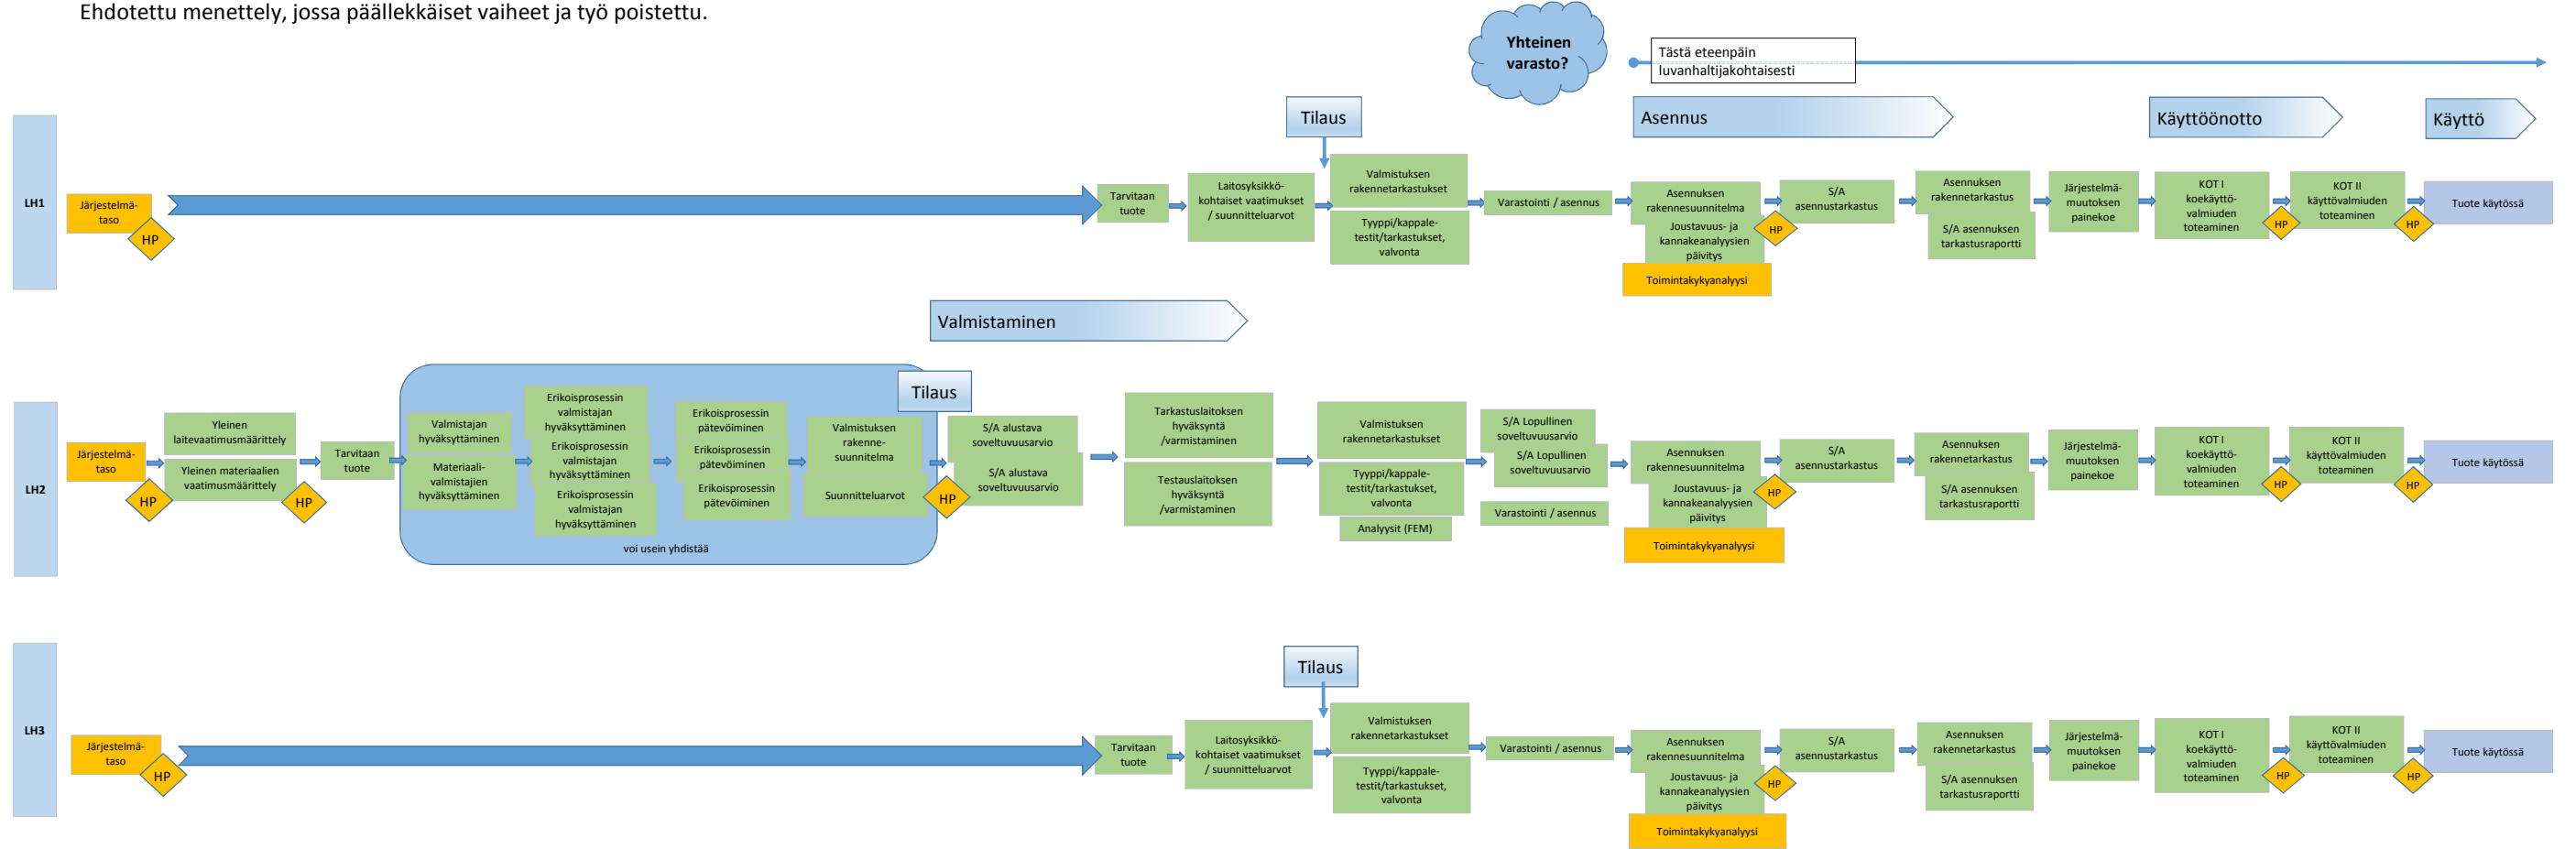 Ehdotettu menettely, jossa päällekkäiset vaiheet ja työ poistettu.
Yhteinen
varasto?
Tästä eteenpäin
luvanhaltijakohtaisesti
Tilaus
Asennus
Käyttöönotto
Käyttö
LH1
Järjestelmä-
taso
HP
Tarvitaan
tuote
Laitosyksikkö-
kohtaiset vaatimukset
/ suunnitteluarvot
Valmistuksen
rakennetarkastukset
Tyyppi/kappale-
testit/tarkastukset,
valvonta
Varastointi / asennus
Asennuksen
rakennesuunnitelma
Joustavuus- ja
kannakeanalyysien
päivitys
Toimintakykyanalyysi
HP
S/A
asennustarkastus
Asennuksen
rakennetarkastus
S/A asennuksen
tarkastusraportti
Järjestelmä-
muutoksen
painekoe
KOT I
koekäyttö-
valmiuden
toteaminen
HP
KOT II
käyttövalmiuden
toteaminen
HP
Tuote käytössä
Valmistaminen
LH2
Järjestelmä-
taso
HP
Yleinen
laitevaatimusmäärittely
Yleinen materiaalien
vaatimusmäärittely
HP
Tarvitaan
tuote
Valmistajan
hyväksyttäminen
Materiaali-
valmistajien
hyväksyttäminen
Erikoisprosessin
valmistajan
hyväksyttäminen
Erikoisprosessin
valmistajan
hyväksyttäminen
Erikoisprosessin
valmistajan
hyväksyttäminen
Erikoisprosessin
pätevöiminen
Erikoisprosessin
pätevöiminen
Erikoisprosessin
pätevöiminen
Valmistuksen
rakenne-
suunnitelma
Suunnitteluarvot
voi usein yhdistää
Tilaus
HP
S/A alustava
soveltuvuusarvio
S/A alustava
soveltuvuusarvio
Tarkastuslaitoksen
hyväksyntä
/varmistaminen
Testauslaitoksen
hyväksyntä
/varmistaminen
Valmistuksen
rakennetarkastukset
Tyyppi/kappale-
testit/tarkastukset,
valvonta
Analyysit (FEM)
S/A Lopullinen
soveltuvuusarvio
S/A Lopullinen
soveltuvuusarvio
Varastointi / asennus
Asennuksen
rakennesuunnitelma
Joustavuus- ja
kannakeanalyysien
päivitys
Toimintakykyanalyysi
HP
S/A
asennustarkastus
Asennuksen
rakennetarkastus
S/A asennuksen
tarkastusraportti
Järjestelmä-
muutoksen
painekoe
KOT I
koekäyttö-
valmiuden
toteaminen
HP
KOT II
käyttövalmiuden
toteaminen
HP
Tuote käytössä
LH3
Järjestelmä-
taso
HP
Tarvitaan
tuote
Laitosyksikkö-
kohtaiset vaatimukset
/ suunnitteluarvot
Tilaus
Valmistuksen
rakennetarkastukset
Tyyppi/kappale-
testit/tarkastukset,
valvonta
Varastointi / asennus
Asennuksen
rakennesuunnitelma
Joustavuus- ja
kannakeanalyysien
päivitys
Toimintakykyanalyysi
HP
S/A
asennustarkastus
Asennuksen
rakennetarkastus
S/A asennuksen
tarkastusraportti
Järjestelmä-
muutoksen
painekoe
KOT I
koekäyttö-
valmiuden
toteaminen
HP
KOT II
käyttövalmiuden
toteaminen
HP
Tuote käytössä